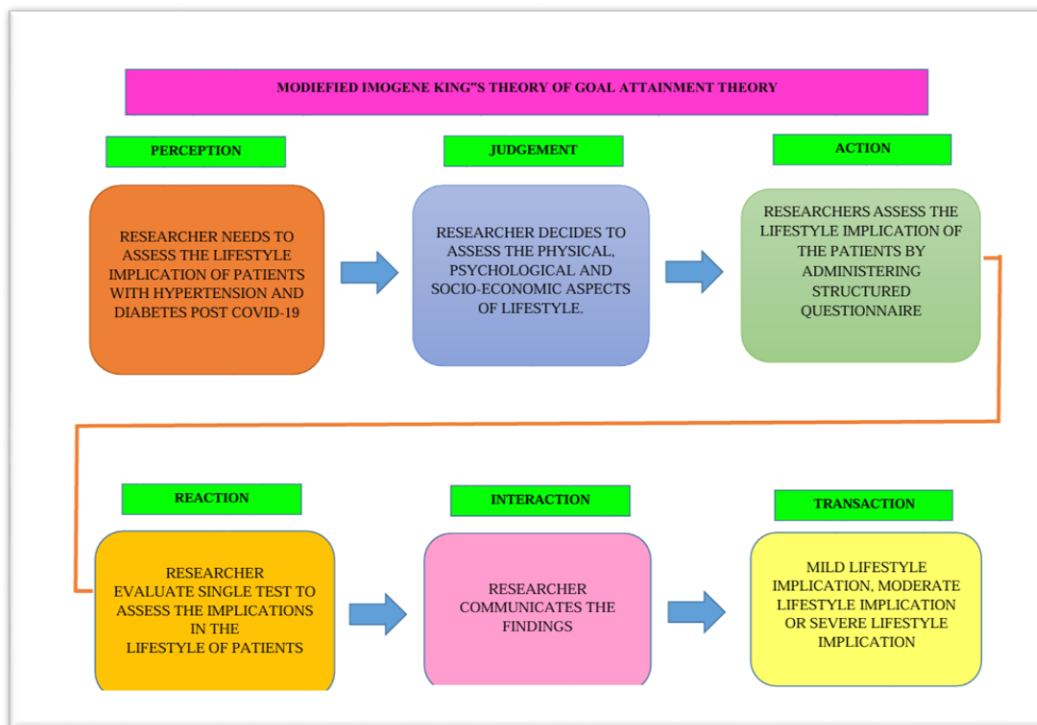 MODIEFIED IMOGENE KING"S THEORY OF GOAL ATTAINMENT THEORY
PERCEPTION
RESEARCHER NEEDS TO
ASSESS THE LIFESTYLE
IMPLICATION OF PATIENTS
WITH HYPERTENSION AND
DIABETES POST COVID-19
JUDGEMENT
RESEARCHER DECIDES TO
ASSESS THE PHYSICAL,
PSYCHOLOGICAL AND
SOCIO-ECONOMIC ASPECTS
OF LIFESTYLE.
ACTION
RESEARCHERS ASSESS THE
LIFESTYLE IMPLICATION OF
THE PATIENTS BY
ADMINISTERING
STRUCTURED
QUESTIONNAIRE
REACTION
RESEARCHER
EVALUATE SINGLE TEST TO
ASSESS THE IMPLICATIONS
IN THE
LIFESTYLE OF PATIENTS
INTERACTION
RESEARCHER
COMMUNICATES THE
FINDINGS
TRANSACTION
MILD LIFESTYLE
IMPLICATION, MODERATE
LIFESTYLE IMPLICATION
OR SEVERE LIFESTYLE
IMPLICATION